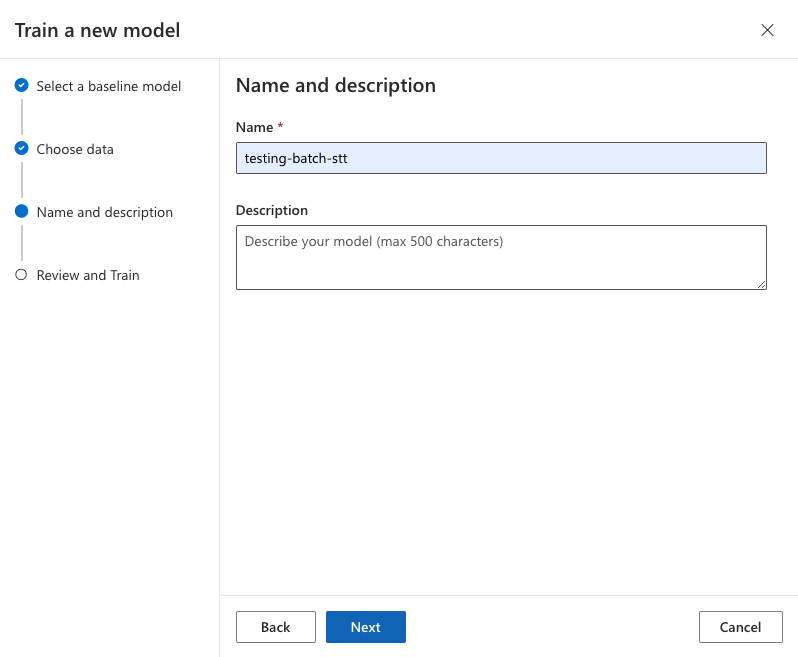 Train a new model
Select a baseline model
Choose data
Name and description
Review and Train
Name and description
Name *
testing-batch-stt
Description
Describe your model (max 500 characters)
Back
Next
Cancel